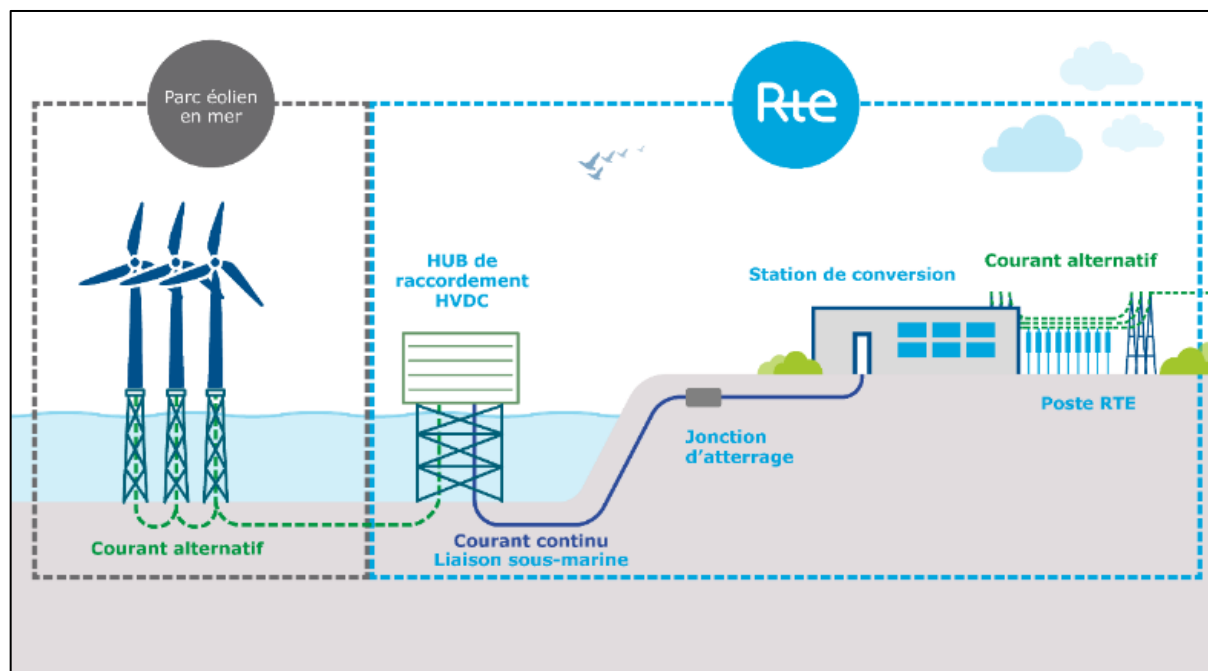 Parc éolien
en mer
Rte
HUB de
raccordement
HVDC
Station de conversion
Courant alternatif
Poste RTE
Jonction
d'atterrage
Courant alternatif
Courant continu
Liaison sous-marine